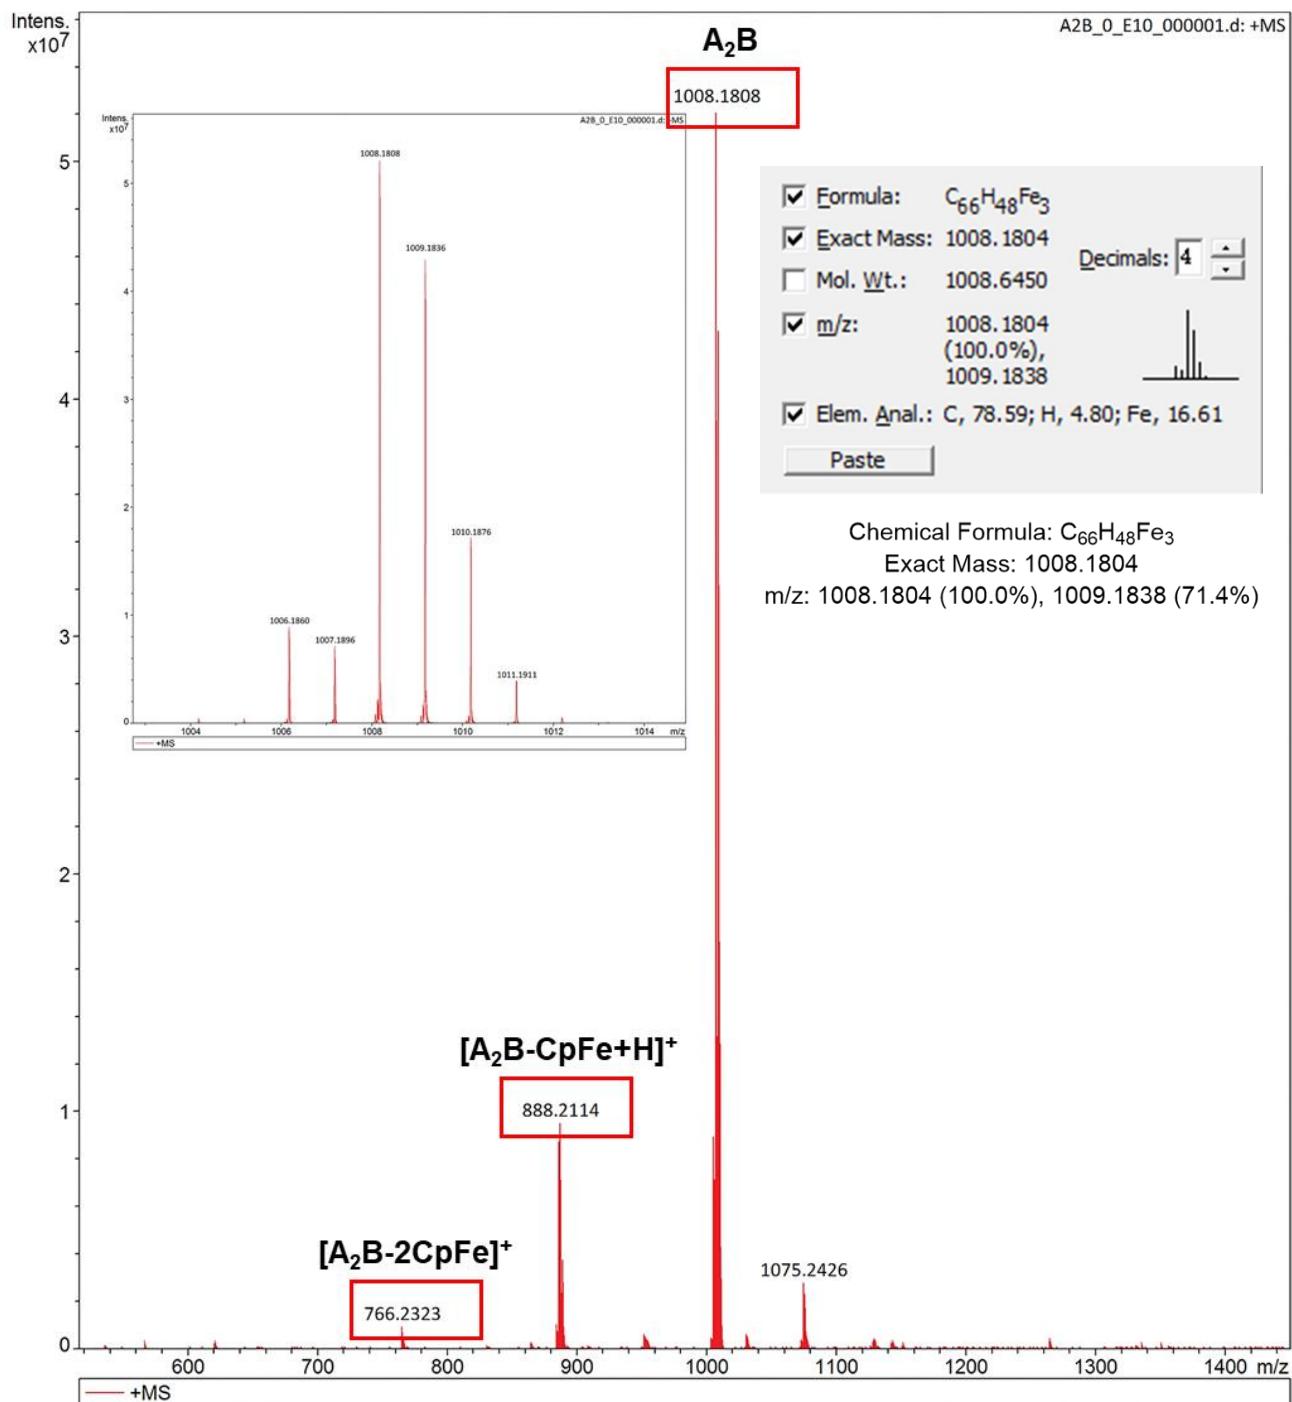 Intens.
x10⁷
A2B_0_E10_000001.d: +MS
A₂B
1008.1808
Intens.
x10⁷
A2B_0_E10_000001.d: +MS
1008.1808
1009.1836
1010.1876
1006.1860
1007.1896
1011.1911
5
4
3
2
1
0
1004 1006 1008 1010 1012 1014 m/z
+MS
Formula: C₆₆H₄₈Fe₃
Exact Mass: 1008.1804
Decimals: 4
Mol. Wt.: 1008.6450
m/z: 1008.1804
(100.0%),
1009.1838
Elem. Anal.: C, 78.59; H, 4.80; Fe, 16.61
Paste
Chemical Formula: C₆₆H₄₈Fe₃
Exact Mass: 1008.1804
m/z: 1008.1804 (100.0%), 1009.1838 (71.4%)
5
4
3
2
1
0
[A₂B-CpFe+H]⁺
888.2114
[A₂B-2CpFe]⁺
766.2323
1075.2426
600 700 800 900 1000 1100 1200 1300 1400 m/z
+MS